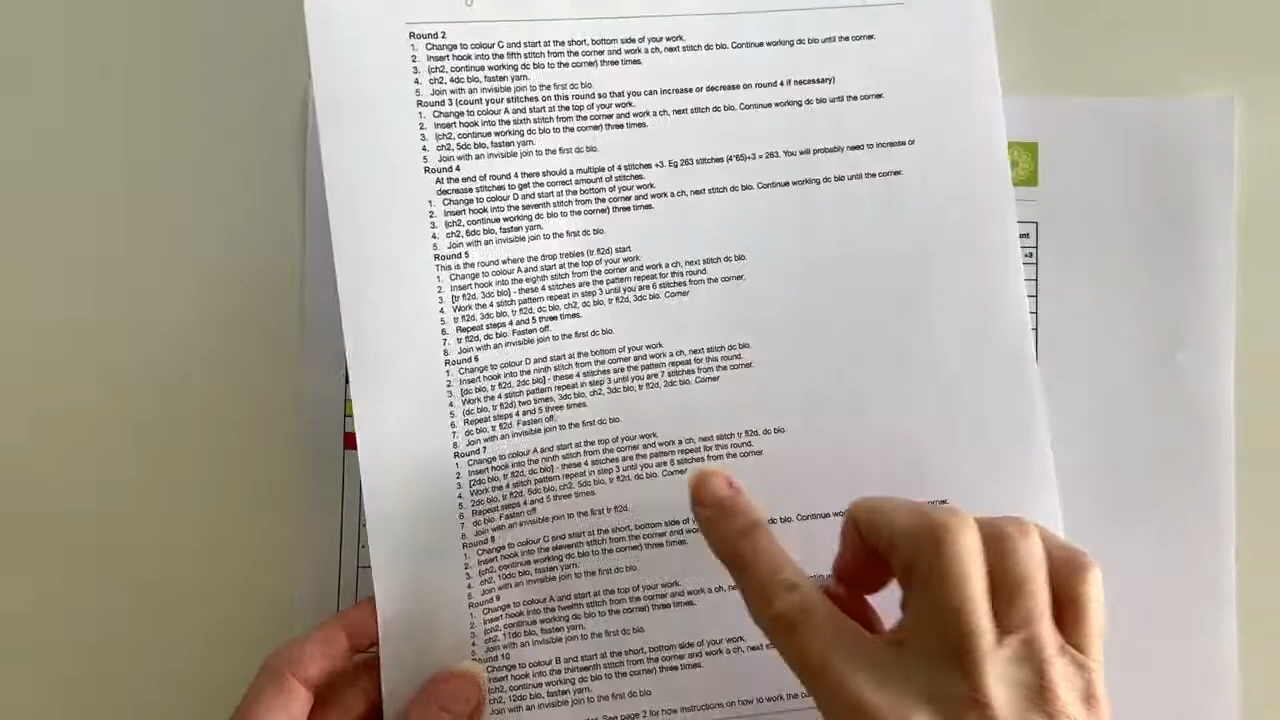 Round 2
1. Change to colour C and start at the short, bottom side of your work.
2. Insert hook into the fifth stitch from the corner and work a ch, next stitch dc blo. Continue working dc blo until the corner.
3. (ch2, continue working dc blo to the corner) three times.
4. ch2, 4dc blo, fasten yarn.
5. Join with an invisible join to the first dc blo.
Round 3 (count your stitches on this round so that you can increase or decrease on round 4 if necessary)
1. Change to colour A and start at the top of your work.
2. Insert hook into the sixth stitch from the corner and work a ch, next stitch dc blo. Continue working dc blo until the corner.
3. (ch2, continue working dc blo to the corner) three times.
4. ch2, 5dc blo, fasten yarn.
5. Join with an invisible join to the first dc blo.
Round 4
At the end of round 4 there should a multiple of 4 stitches +3. Eg 263 stitches (4*65)+3 = 263. You will probably need to increase or
decrease stitches to get the correct amount of stitches.
1. Change to colour D and start at the bottom of your work.
2. Insert hook into the seventh stitch from the corner and work a ch, next stitch dc blo. Continue working dc blo until the corner.
3. (ch2, continue working dc blo to the corner) three times.
4. ch2, 6dc blo, fasten yarn.
5. Join with an invisible join to the first dc blo.
Round 5
This is the round where the drop trebles (tr fl2d) start.
1. Change to colour A and start at the top of your work.
2. Insert hook into the eighth stitch from the corner and work a ch, next stitch dc blo.
3. [tr fl2d, 3dc blo] - these 4 stitches are the pattern repeat for this round.
4. Work the 4 stitch pattern repeat in step 3 until you are 6 stitches from the corner.
5. tr fl2d, 3dc blo, tr fl2d, dc blo, ch2, dc blo, tr fl2d, 3dc blo. Corner
6. Repeat steps 4 and 5 three times.
7. tr fl2d, dc blo. Fasten off.
8. Join with an invisible join to the first dc blo.
Round 6
1. Change to colour D and start at the bottom of your work.
2. Insert hook into the ninth stitch from the corner and work a ch, next stitch dc blo.
3. [dc blo, tr fl2d, 2dc blo] - these 4 stitches are the pattern repeat for this round.
4. Work the 4 stitch pattern repeat in step 3 until you are 7 stitches from the corner.
5. (dc blo, tr fl2d) two times, 3dc blo, ch2, 3dc blo, tr fl2d, 2dc blo. Corner
6. Repeat steps 4 and 5 three times.
7. dc blo, tr fl2d. Fasten off.
8. Join with an invisible join to the first dc blo.
Round 7
1. Change to colour A and start at the top of your work.
2. Insert hook into the ninth stitch from the corner and work a ch, next stitch tr fl2d, dc blo.
3. [2dc blo, tr fl2d, dc blo] - these 4 stitches are the pattern repeat for this round.
4. Work the 4 stitch pattern repeat in step 3 until you are 8 stitches from the corner.
5. 2dc blo, tr fl2d, 5dc blo, ch2, 5dc blo, tr fl2d, dc blo. Corner
6. Repeat steps 4 and 5 three times.
7. dc blo. Fasten off
8. Join with an invisible join to the first tr fl2d.
Round 8
1. Change to colour C and start at the short, bottom side of
2. Insert hook into the eleventh stitch from the corner and dc blo. Continue corner.
3. (ch2, continue working dc blo to the corner) three times.
4. ch2, 10dc blo, fasten yarn.
5. Join with an invisible join to the first dc blo.
Round 9
1. Change to colour A and start at the top of your work.
2. Insert hook into the twelfth stitch from the corner and work a ch,
3. (ch2, continue working dc blo to the corner) three times.
4. ch2, 11dc blo, fasten yarn.
5. Join with an invisible join to the first dc blo.
Round 10
Change to colour B and start at the short, bottom side of your work.
Insert hook into the thirteenth stitch from the corner and work a ch, next
(ch2, continue working dc blo to the corner) three times.
ch2, 12dc blo, fasten yarn.
Join with an invisible join to the first dc blo.
See page 2 for how instructions on how to work the
+3